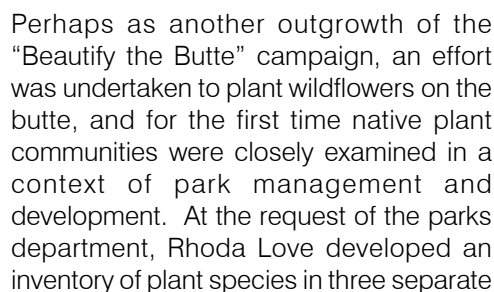 Perhaps as another outgrowth of the
“Beautify the Butte” campaign, an effort
was undertaken to plant wildflowers on the
butte, and for the first time native plant
communities were closely examined in a
context of park management and
development.  At the request of the parks
department, Rhoda Love developed an
inventory of plant species in three separate